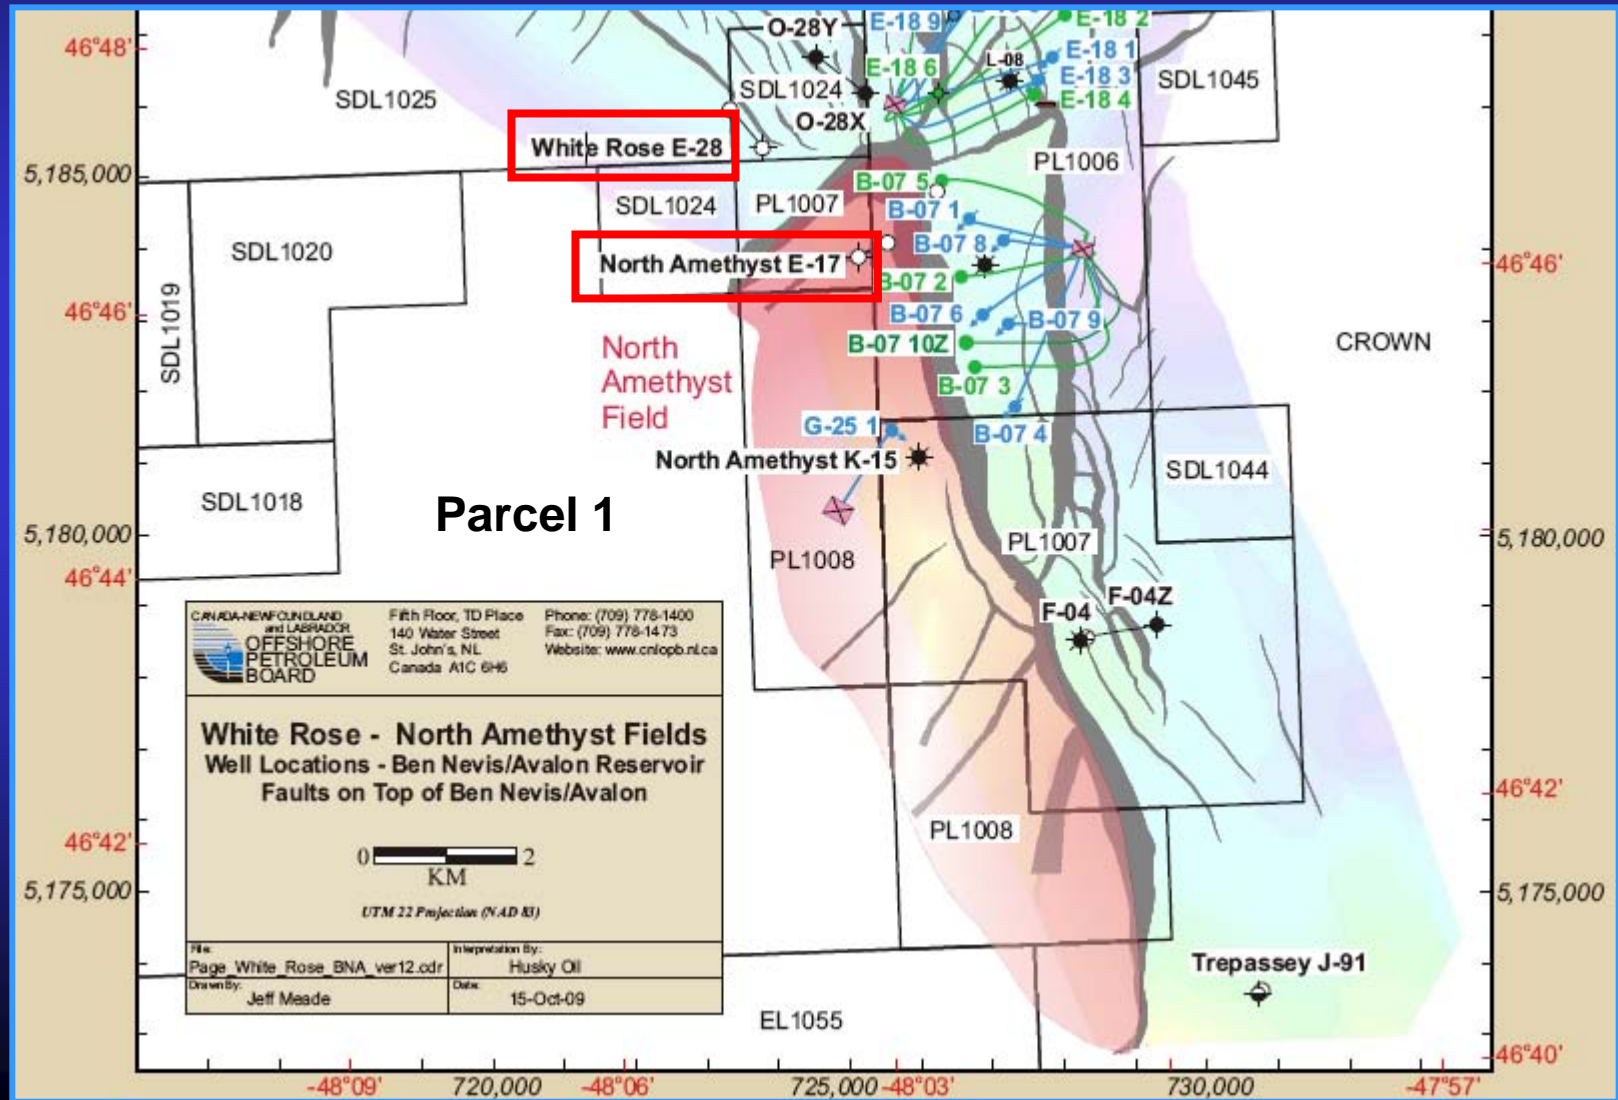 E-18 9
E-18 2
O-28Y
46°48'
E-18 1
L-08
E-18 6
E-18 3
SDL1045
SDL1024
SDL1025
E-18 4
O-28X
White Rose E-28
PL1006
5,185,000
B-07 5
SDL1024
PL1007
B-07 1
SDL1020
B-07 8
North Amethyst E-17
46°46'
B-07 2
46°46'
B-07 6
B-07 9
SDL1019
CROWN
B-07 10Z
North
Amethyst
Field
B-07 3
G-25 1
B-07 4
North Amethyst K-15
SDL1044
SDL1018
Parcel 1
5,180,000
5,180,000
PL1007
PL1008
46°44'
F-04Z
F-04
CANADA-NEWFOUNDLAND
and LABRADOR
OFFSHORE
PETROLEUM
BOARD
Fifth Floor, TD Place
140 Water Street
St. John's, NL
Canada A1C 6H6
Phone: (709) 778-1400
Fax: (709) 778-1473
Website: www.cnlopb.nl.ca
White Rose - North Amethyst Fields
Well Locations - Ben Nevis/Avalon Reservoir
Faults on Top of Ben Nevis/Avalon
46°42'
PL1008
46°42'
0 2
KM
5,175,000
5,175,000
UTM 22 Projection (NAD 83)
File:
Page_White_Rose_BNA_ver12.cdr
Interpretation By:
Husky Oil
Drawn By:
Jeff Meade
Date:
15-Oct-09
Trepassey J-91
EL1055
46°40'
-48°09' 720,000 -48°06' 725,000 -48°03' 730,000 -47°57'